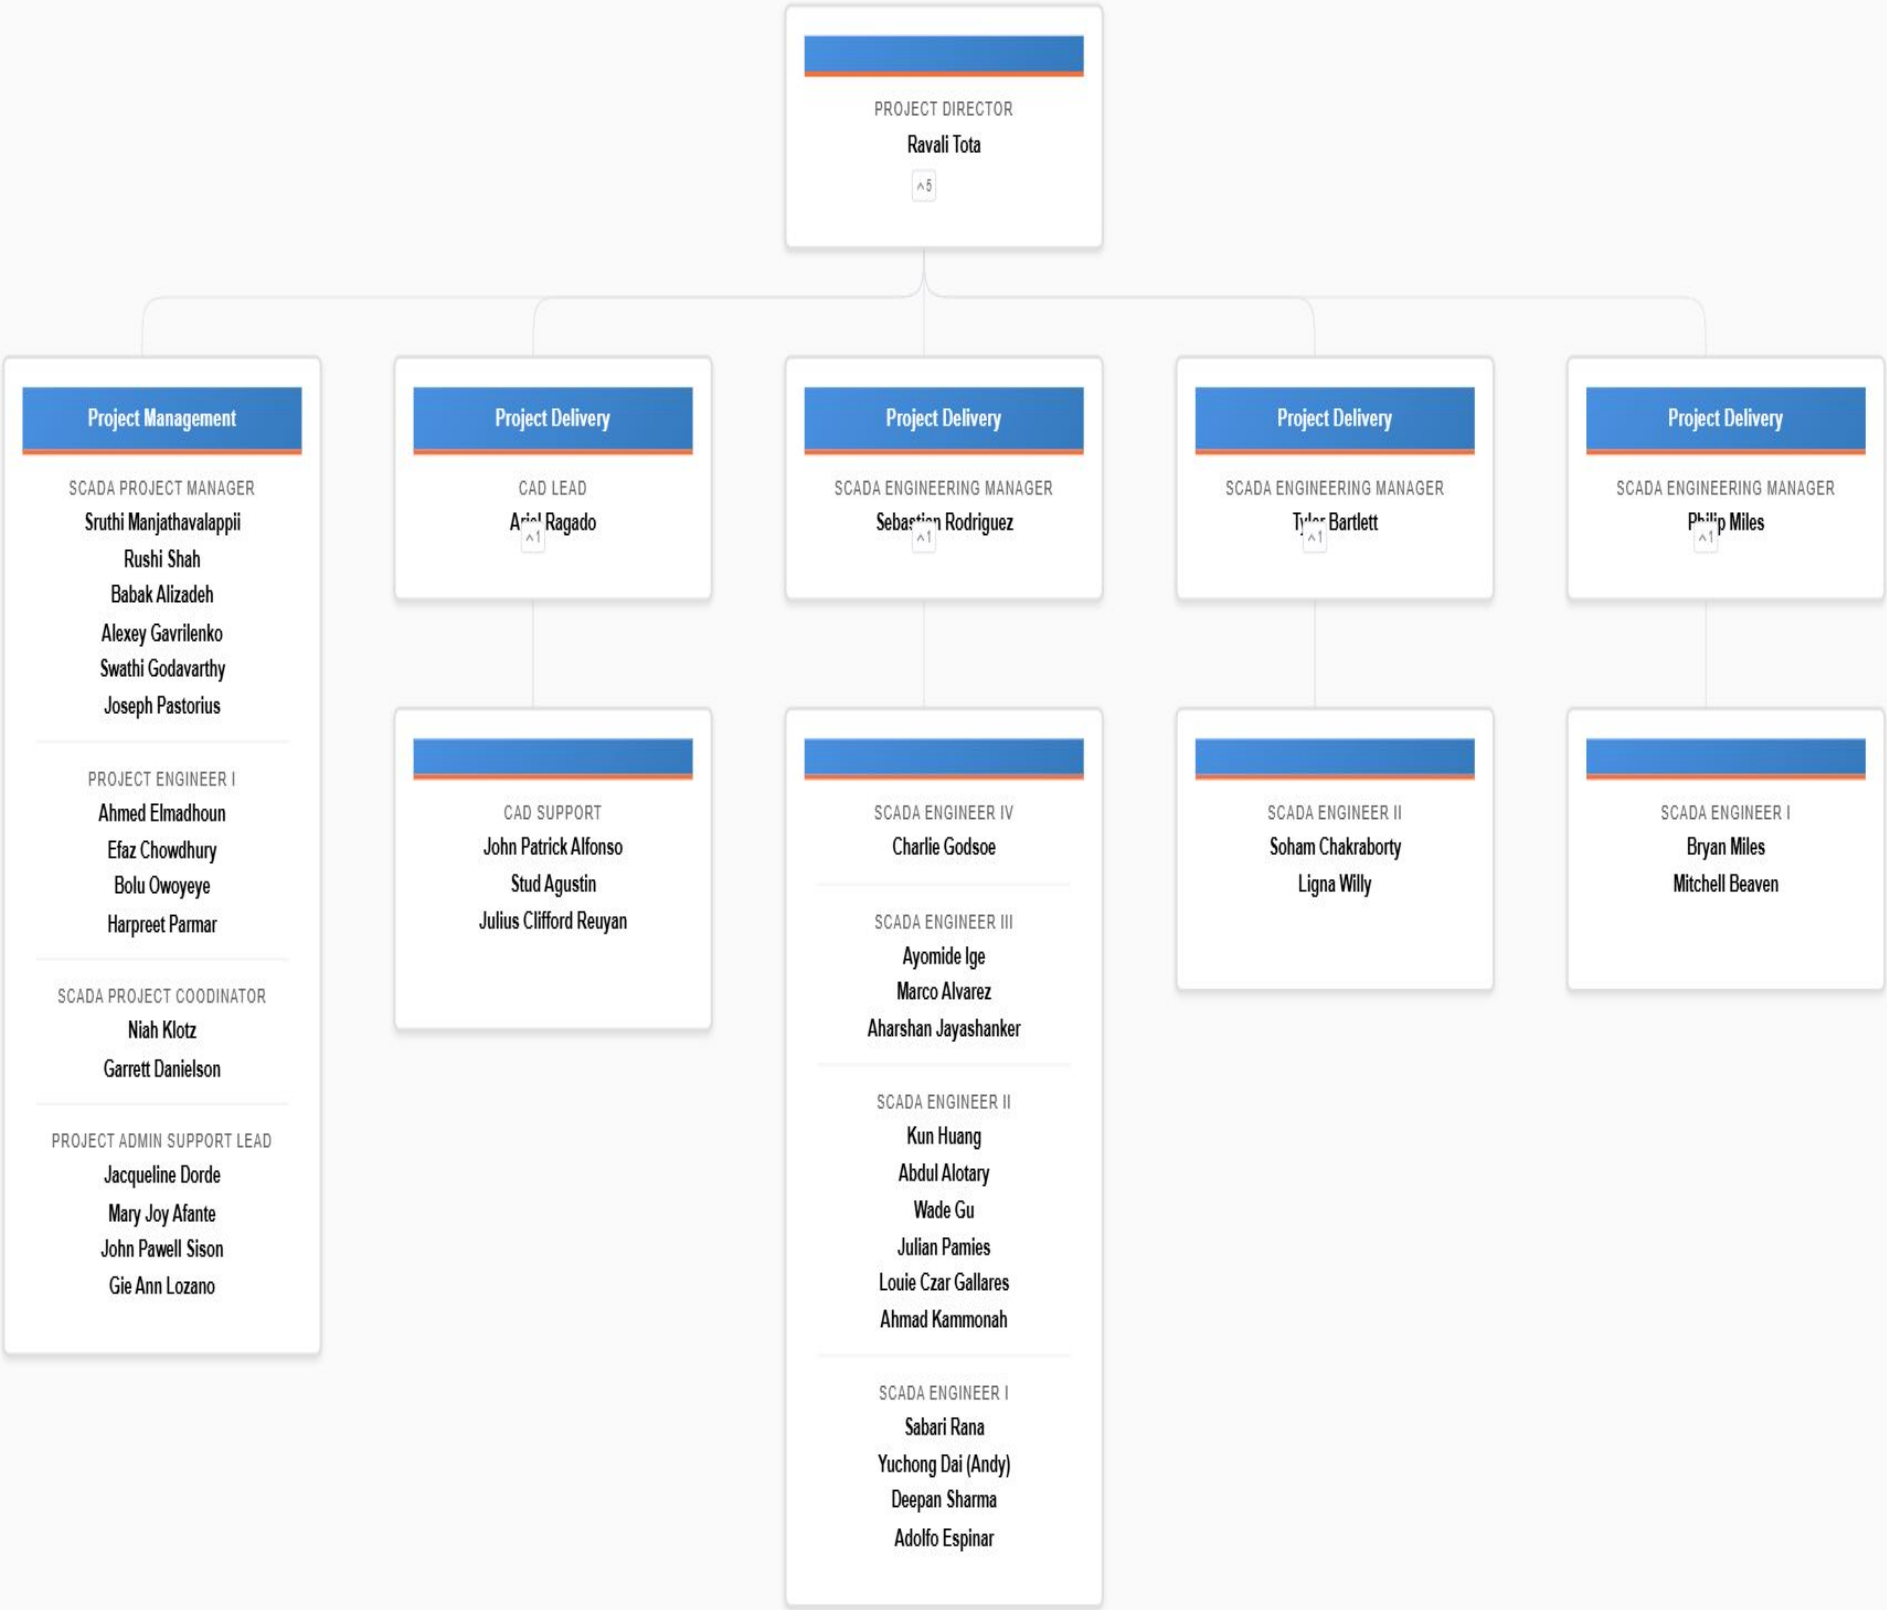 PROJECT DIRECTOR
Ravali Tota
5
Project Management
SCADA PROJECT MANAGER
Sruthi Manjathavalappii
Rushi Shah
Babak Alizadeh
Alexey Gavrilenko
Swathi Godavarthy
Joseph Pastorius
PROJECT ENGINEER I
Ahmed Elmadhoun
Efaz Chowdhury
Bolu Owoyeye
Harpreet Parmar
SCADA PROJECT COODINATOR
Niah Klotz
Garrett Danielson
PROJECT ADMIN SUPPORT LEAD
Jacqueline Dorde
Mary Joy Afante
John Pawell Sison
Gie Ann Lozano
Project Delivery
CAD LEAD
Ariel Ragado
1
CAD SUPPORT
John Patrick Alfonso
Stud Agustin
Julius Clifford Reuyan
Project Delivery
SCADA ENGINEERING MANAGER
Sebastian Rodriguez
1
SCADA ENGINEER IV
Charlie Godsoe
SCADA ENGINEER III
Ayomide Ige
Marco Alvarez
Aharshan Jayashanker
SCADA ENGINEER II
Kun Huang
Abdul Alotary
Wade Gu
Julian Pamies
Louie Czar Gallares
Ahmad Kammonah
SCADA ENGINEER I
Sabari Rana
Yuchong Dai (Andy)
Deepan Sharma
Adolfo Espinar
Project Delivery
SCADA ENGINEERING MANAGER
Tyler Bartlett
1
SCADA ENGINEER II
Soham Chakraborty
Ligna Willy
Project Delivery
SCADA ENGINEERING MANAGER
Philip Miles
1
SCADA ENGINEER I
Bryan Miles
Mitchell Beaven